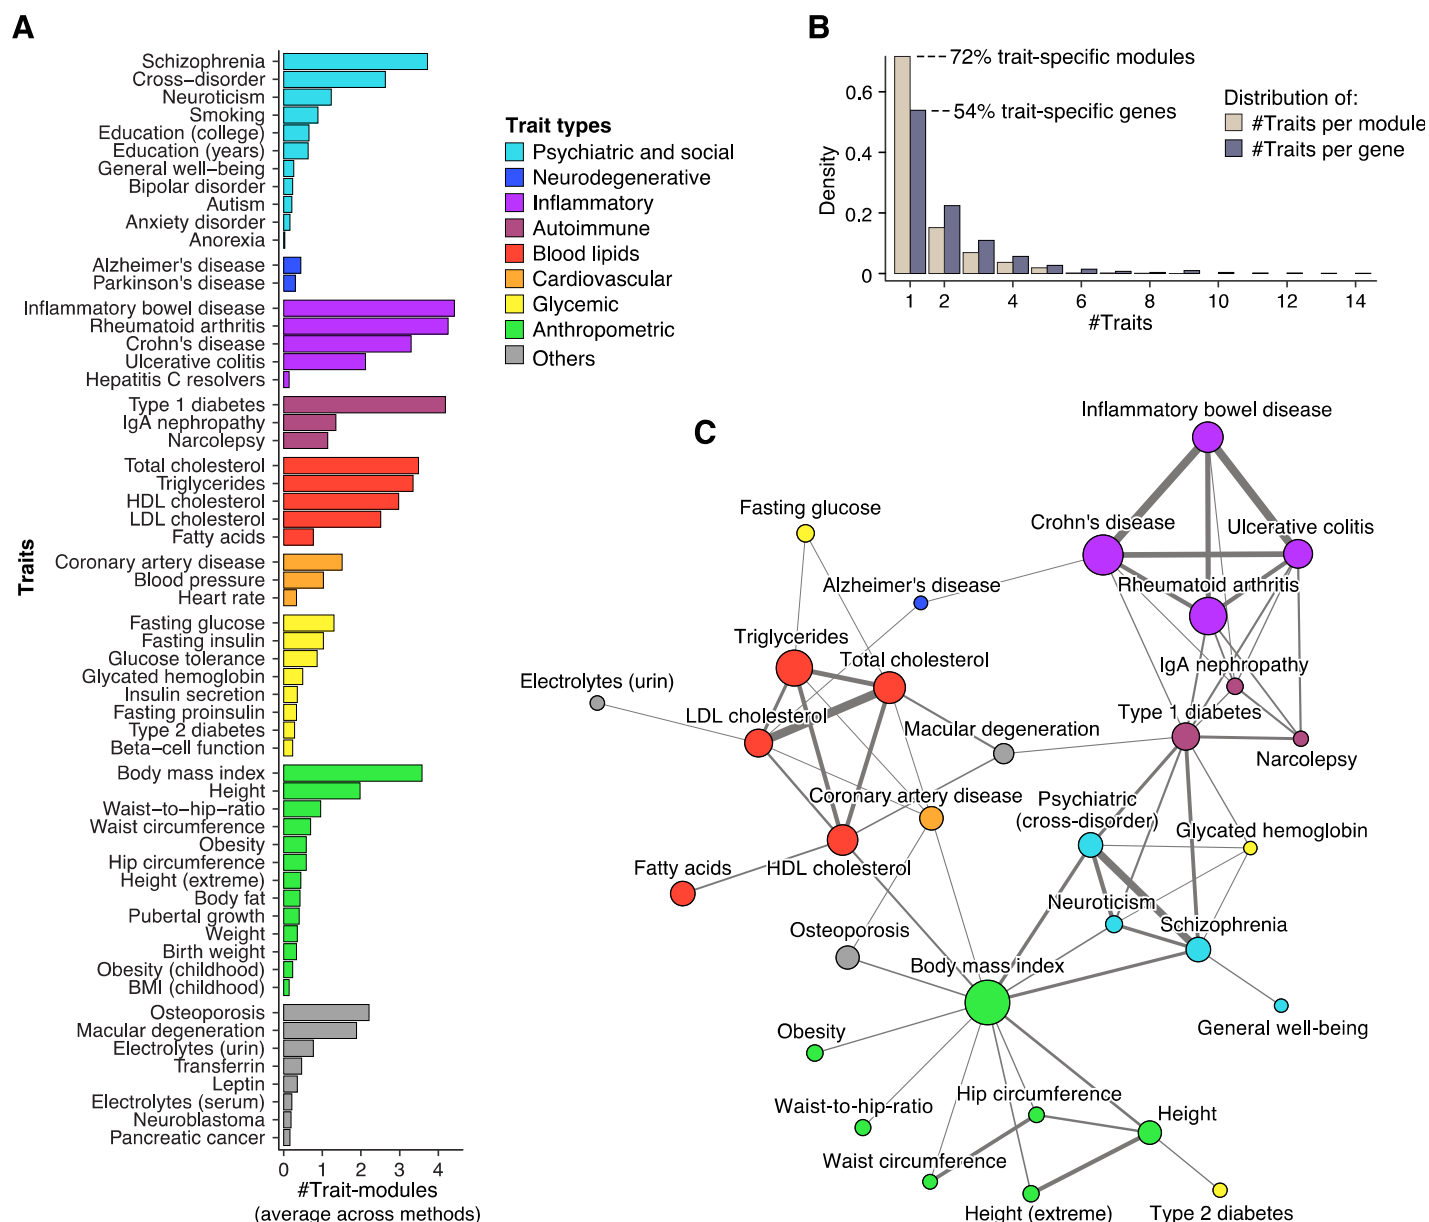 A
Traits
Schizophrenia
Cross−disorder
Neuroticism
Smoking
Education (college)
Education (years)
General well−being
Bipolar disorder
Autism
Anxiety disorder
Anorexia
Alzheimer's disease
Parkinson's disease
Inflammatory bowel disease
Rheumatoid arthritis
Crohn's disease
Ulcerative colitis
Hepatitis C resolvers
Type 1 diabetes
IgA nephropathy
Narcolepsy
Total cholesterol
Triglycerides
HDL cholesterol
LDL cholesterol
Fatty acids
Coronary artery disease
Blood pressure
Heart rate
Fasting glucose
Fasting insulin
Glucose tolerance
Glycated hemoglobin
Insulin secretion
Fasting proinsulin
Type 2 diabetes
Beta−cell function
Body mass index
Height
Waist−to−hip−ratio
Waist circumference
Obesity
Hip circumference
Height (extreme)
Body fat
Pubertal growth
Weight
Birth weight
Obesity (childhood)
BMI (childhood)
Osteoporosis
Macular degeneration
Electrolytes (urin)
Transferrin
Leptin
Electrolytes (serum)
Neuroblastoma
Pancreatic cancer
0 1 2 3 4
#Trait-modules
(average across methods)
Trait types
Psychiatric and social
Neurodegenerative
Inflammatory
Autoimmune
Blood lipids
Cardiovascular
Glycemic
Anthropometric
Others
B
Density
0.6
0.4
0.2
0
72% trait-specific modules
54% trait-specific genes
Distribution of:
#Traits per module
#Traits per gene
1 2 4 6 8 10 12 14
#Traits
C
Inflammatory bowel disease
Fasting glucose
Crohn's disease
Ulcerative colitis
Alzheimer's disease
Rheumatoid arthritis
Triglycerides
Total cholesterol
IgA nephropathy
Electrolytes (urin)
LDL cholesterol
Type 1 diabetes
Macular degeneration
Narcolepsy
Coronary artery disease
Psychiatric
(cross-disorder)
Glycated hemoglobin
Fatty acids
HDL cholesterol
Neuroticism
Schizophrenia
Osteoporosis
Body mass index
General well-being
Obesity
Hip circumference
Waist-to-hip-ratio
Height
Waist circumference
Height (extreme)
Type 2 diabetes